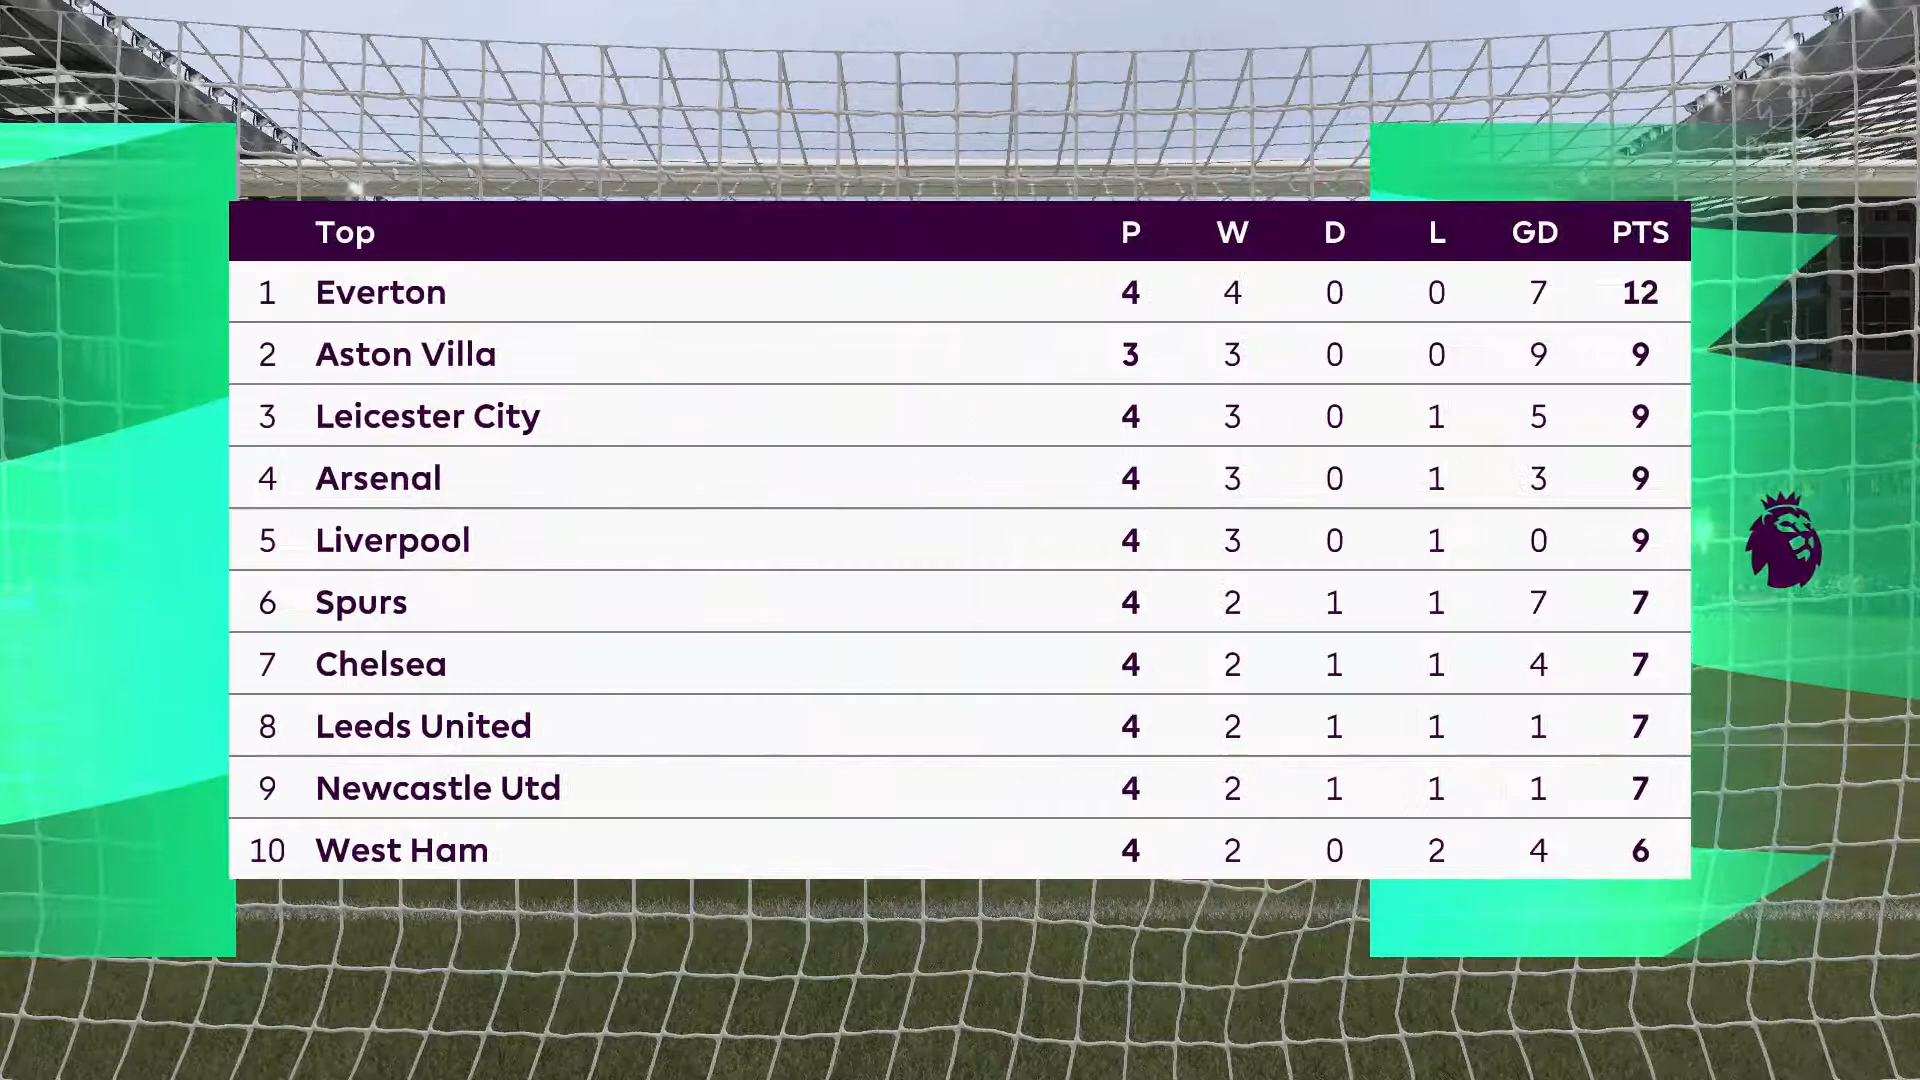 Top P W D L GD PTS
1 Everton 4 4 0 0 7 12
2 Aston Villa 3 3 0 0 9 9
3 Leicester City 4 3 0 1 5 9
4 Arsenal 4 3 0 1 3 9
5 Liverpool 4 3 0 1 0 9
6 Spurs 4 2 1 1 7 7
7 Chelsea 4 2 1 1 4 7
8 Leeds United 4 2 1 1 1 7
9 Newcastle Utd 4 2 1 1 1 7
10 West Ham 4 2 0 2 4 6